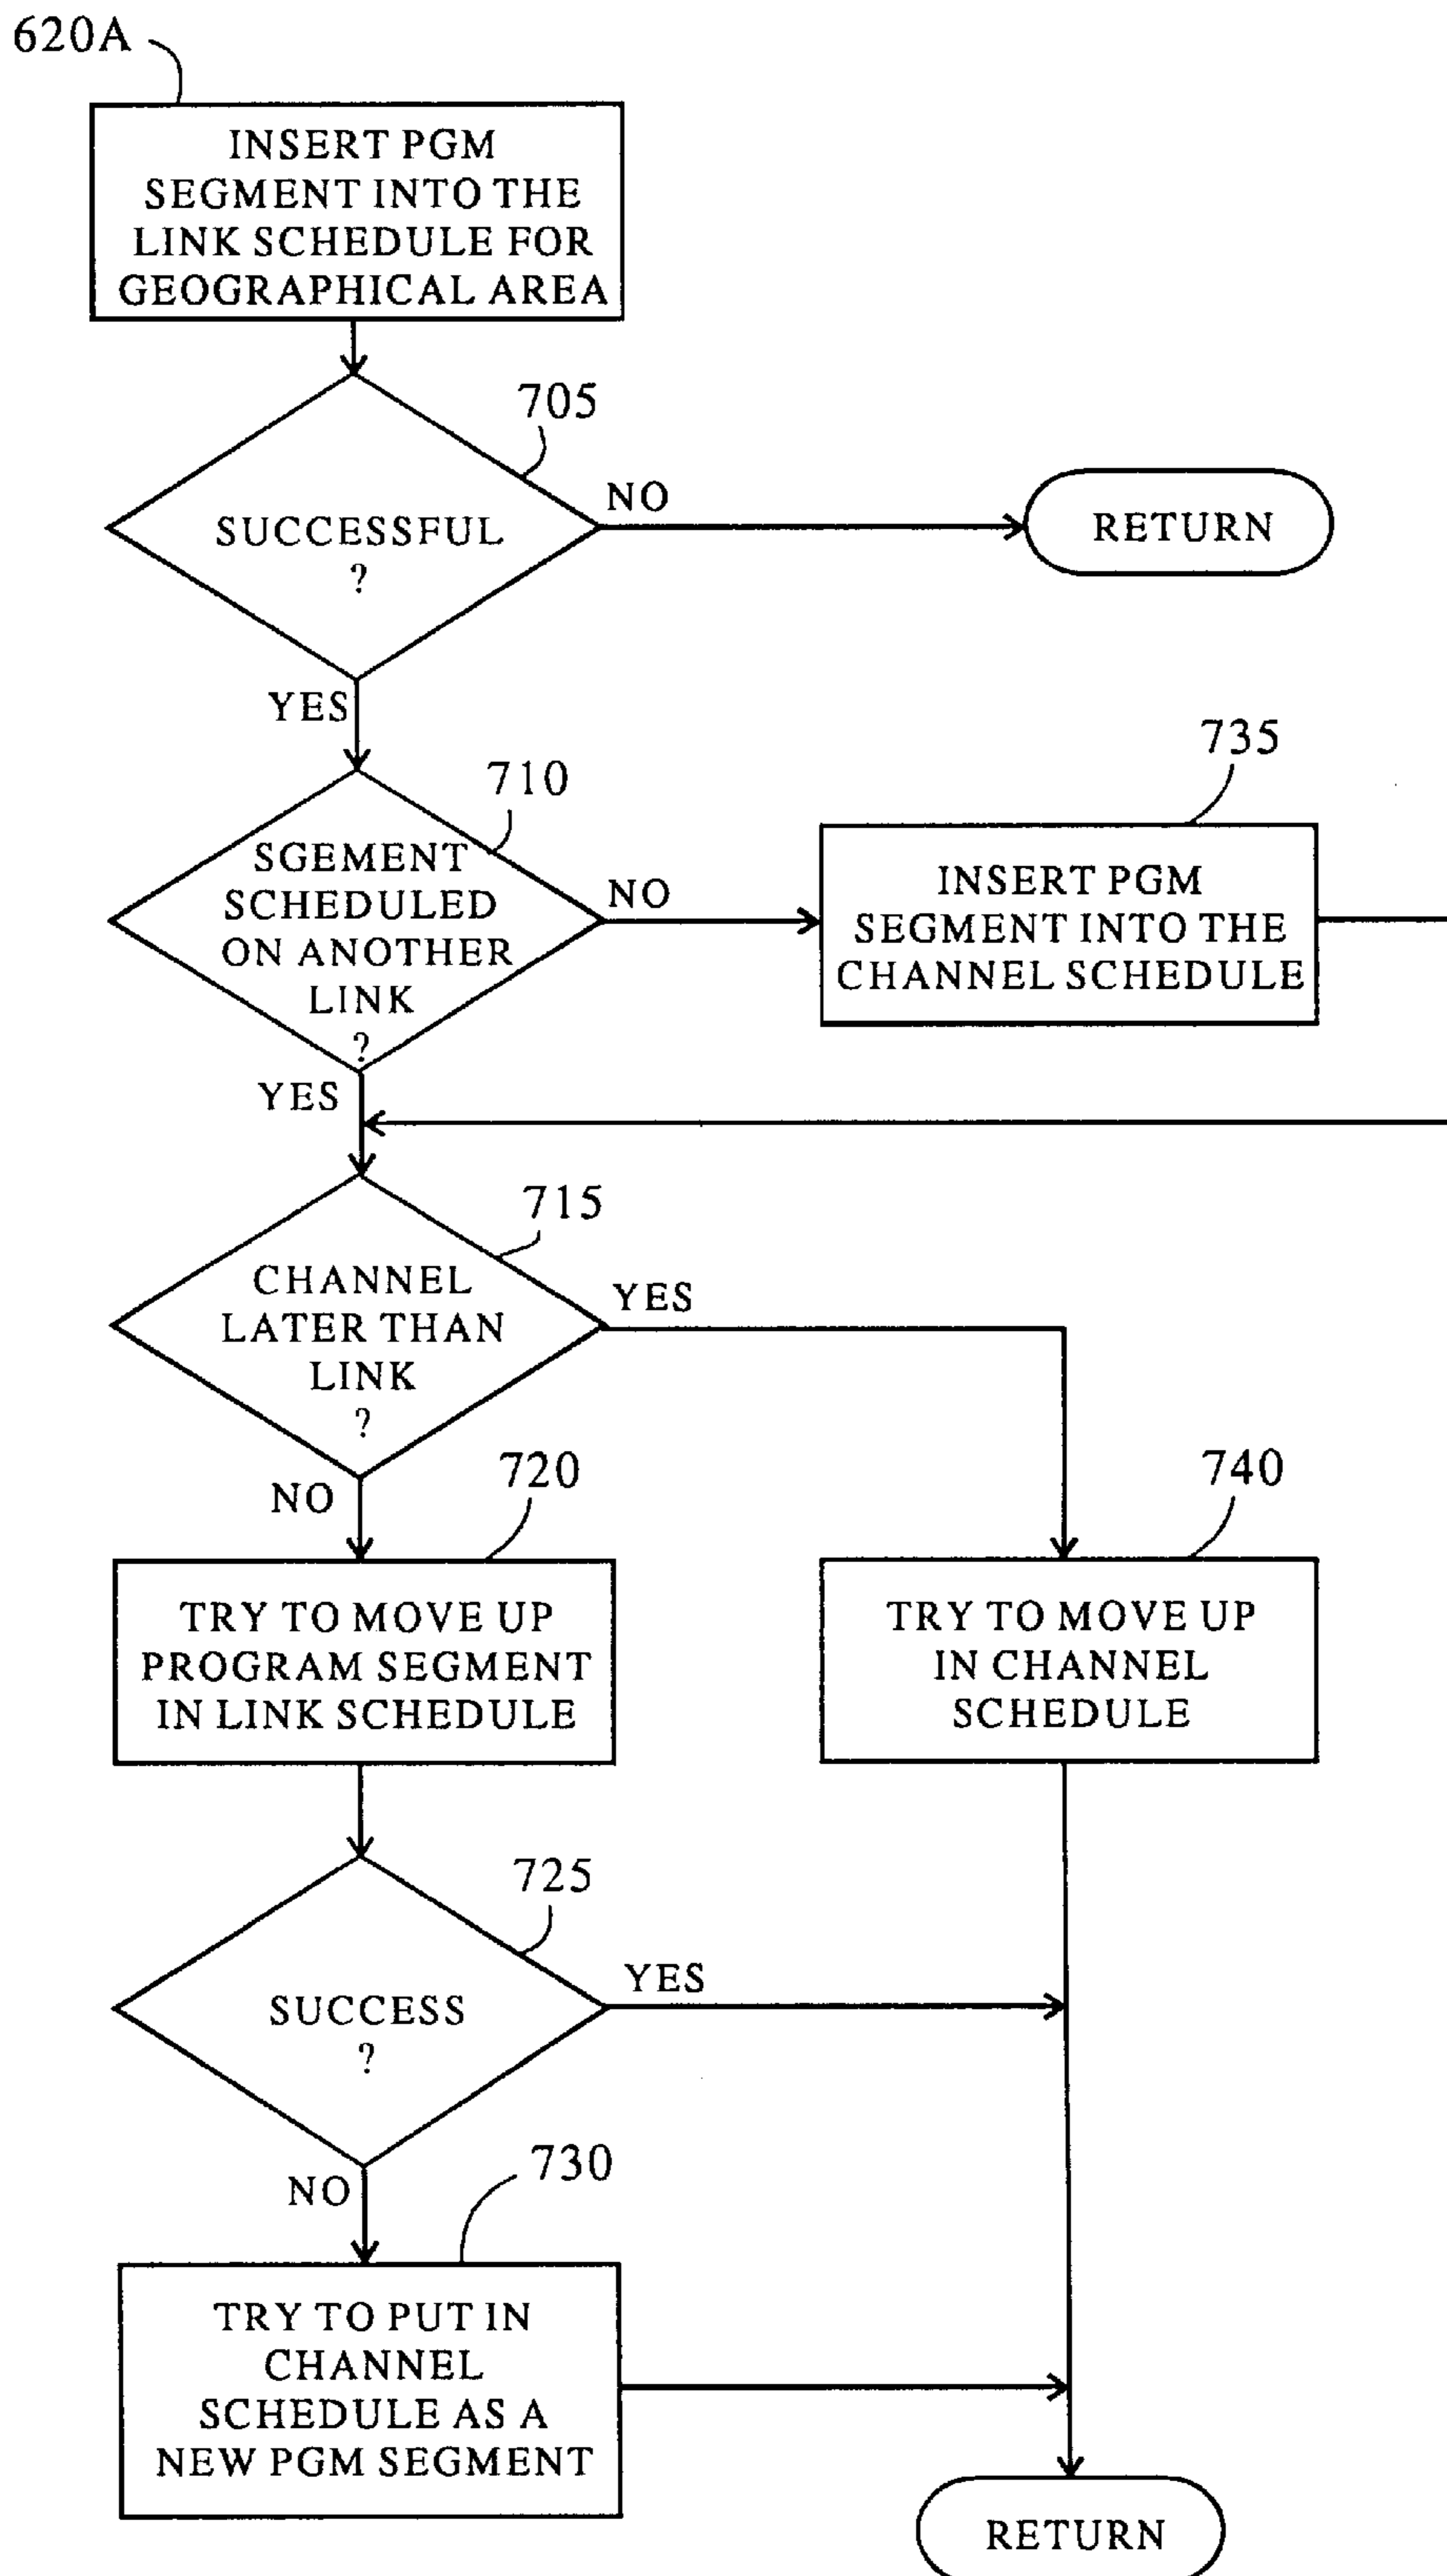 620A
INSERT PGM
SEGMENT INTO THE
LINK SCHEDULE FOR
GEOGRAPHICAL AREA
705
SUCCESSFUL
?
NO
RETURN
YES
710
SGEMENT
SCHEDULED
ON ANOTHER
LINK
?
NO
735
INSERT PGM
SEGMENT INTO THE
CHANNEL SCHEDULE
YES
715
CHANNEL
LATER THAN
LINK
?
YES
NO
720
TRY TO MOVE UP
PROGRAM SEGMENT
IN LINK SCHEDULE
740
TRY TO MOVE UP
IN CHANNEL
SCHEDULE
725
SUCCESS
?
YES
NO
730
TRY TO PUT IN
CHANNEL
SCHEDULE AS A
NEW PGM SEGMENT
RETURN